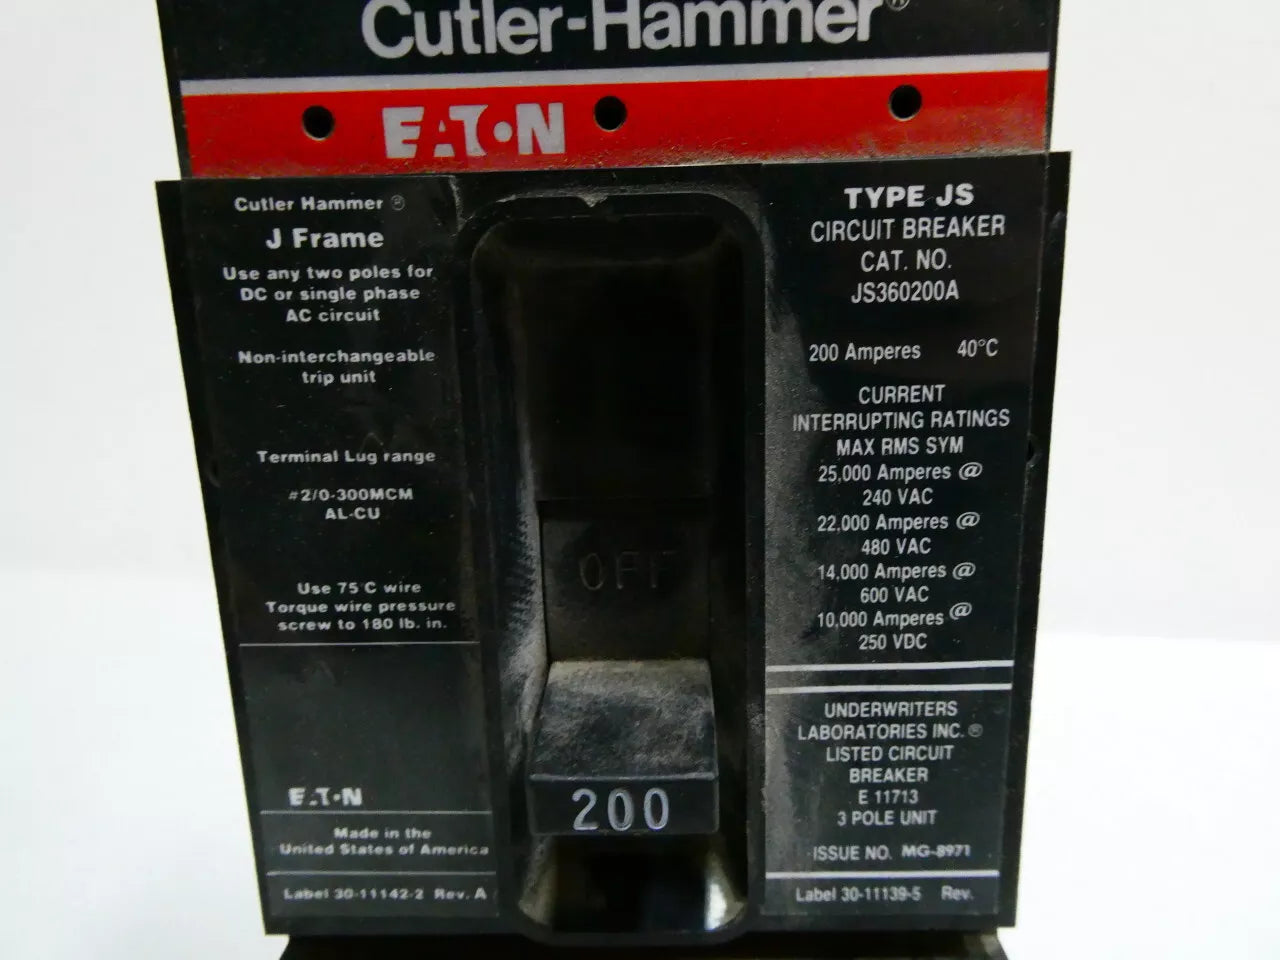 Cutler-Hammer®
EATON
Cutler Hammer ®
J Frame
Use any two poles for
DC or single phase
AC circuit
Non-interchangeable
trip unit
Terminal Lug range
#2/0-300MCM
AL-CU
Use 75°C wire
Torque wire pressure
screw to 180 lb. in.
EATON
Made in the
United States of America
Label 30-11142-2 Rev. A
OFF
200
TYPE JS
CIRCUIT BREAKER
CAT. NO.
JS360200A
200 Amperes 40°C
CURRENT
INTERRUPTING RATINGS
MAX RMS SYM
25,000 Amperes @
240 VAC
22,000 Amperes @
480 VAC
14,000 Amperes @
600 VAC
10,000 Amperes @
250 VDC
UNDERWRITERS
LABORATORIES INC.®
LISTED CIRCUIT
BREAKER
E 11713
3 POLE UNIT
ISSUE NO. MG-8971
Label 30-11139-5 Rev.